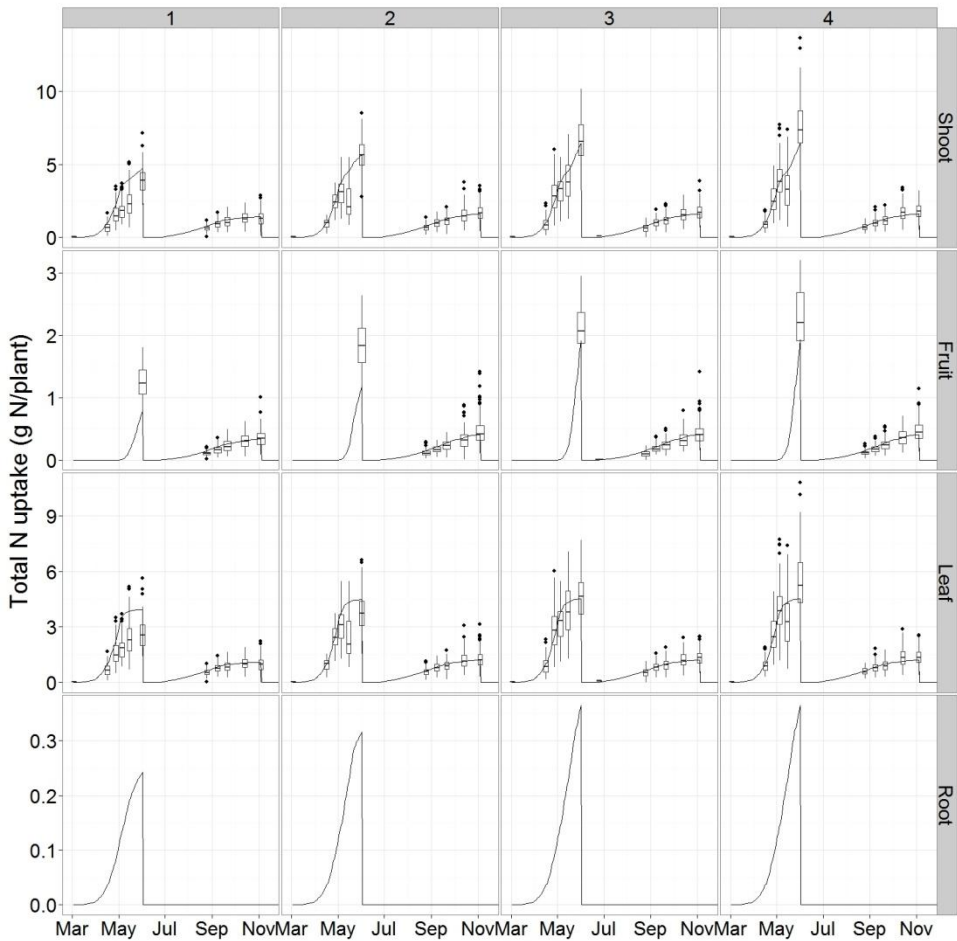 1 2 3 4
Total N uptake (g N/plant)
10
5
0
Shoot
3
2
1
0
Fruit
9
6
3
0
Leaf
0.3
0.2
0.1
0.0
Root
Mar May Jul Sep Nov Mar May Jul Sep Nov Mar May Jul Sep Nov Mar May Jul Sep Nov